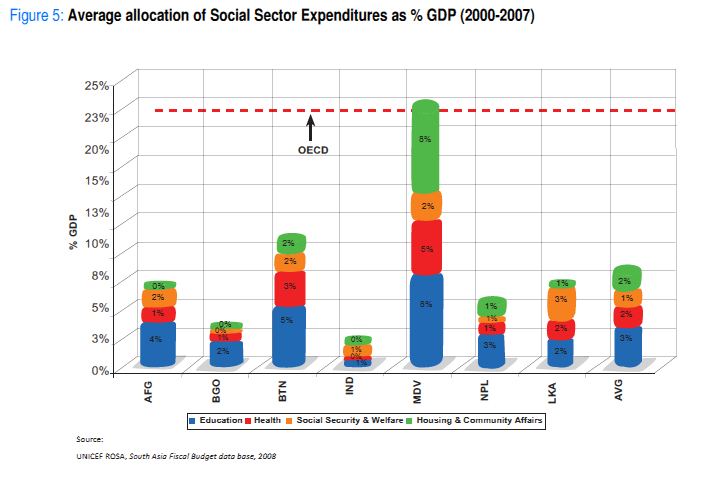 Figure 5: Average allocation of Social Sector Expenditures as % GDP (2000-2007)
25%
23%
20%
15%
13%
10%
8%
5%
3%
0%
% GDP
OECD
0%
2%
1%
4%
0%
0%
1%
2%
2%
2%
3%
5%
0%
1%
0%
1%
8%
2%
5%
1%
1%
1%
3%
1%
3%
2%
2%
2%
1%
2%
3%
AFG
BGO
BTN
IND
MDV
NPL
LKA
AVG
Education Health Social Security & Welfare Housing & Community Affairs
Source:
UNICEF ROSA, South Asia Fiscal Budget data base, 2008